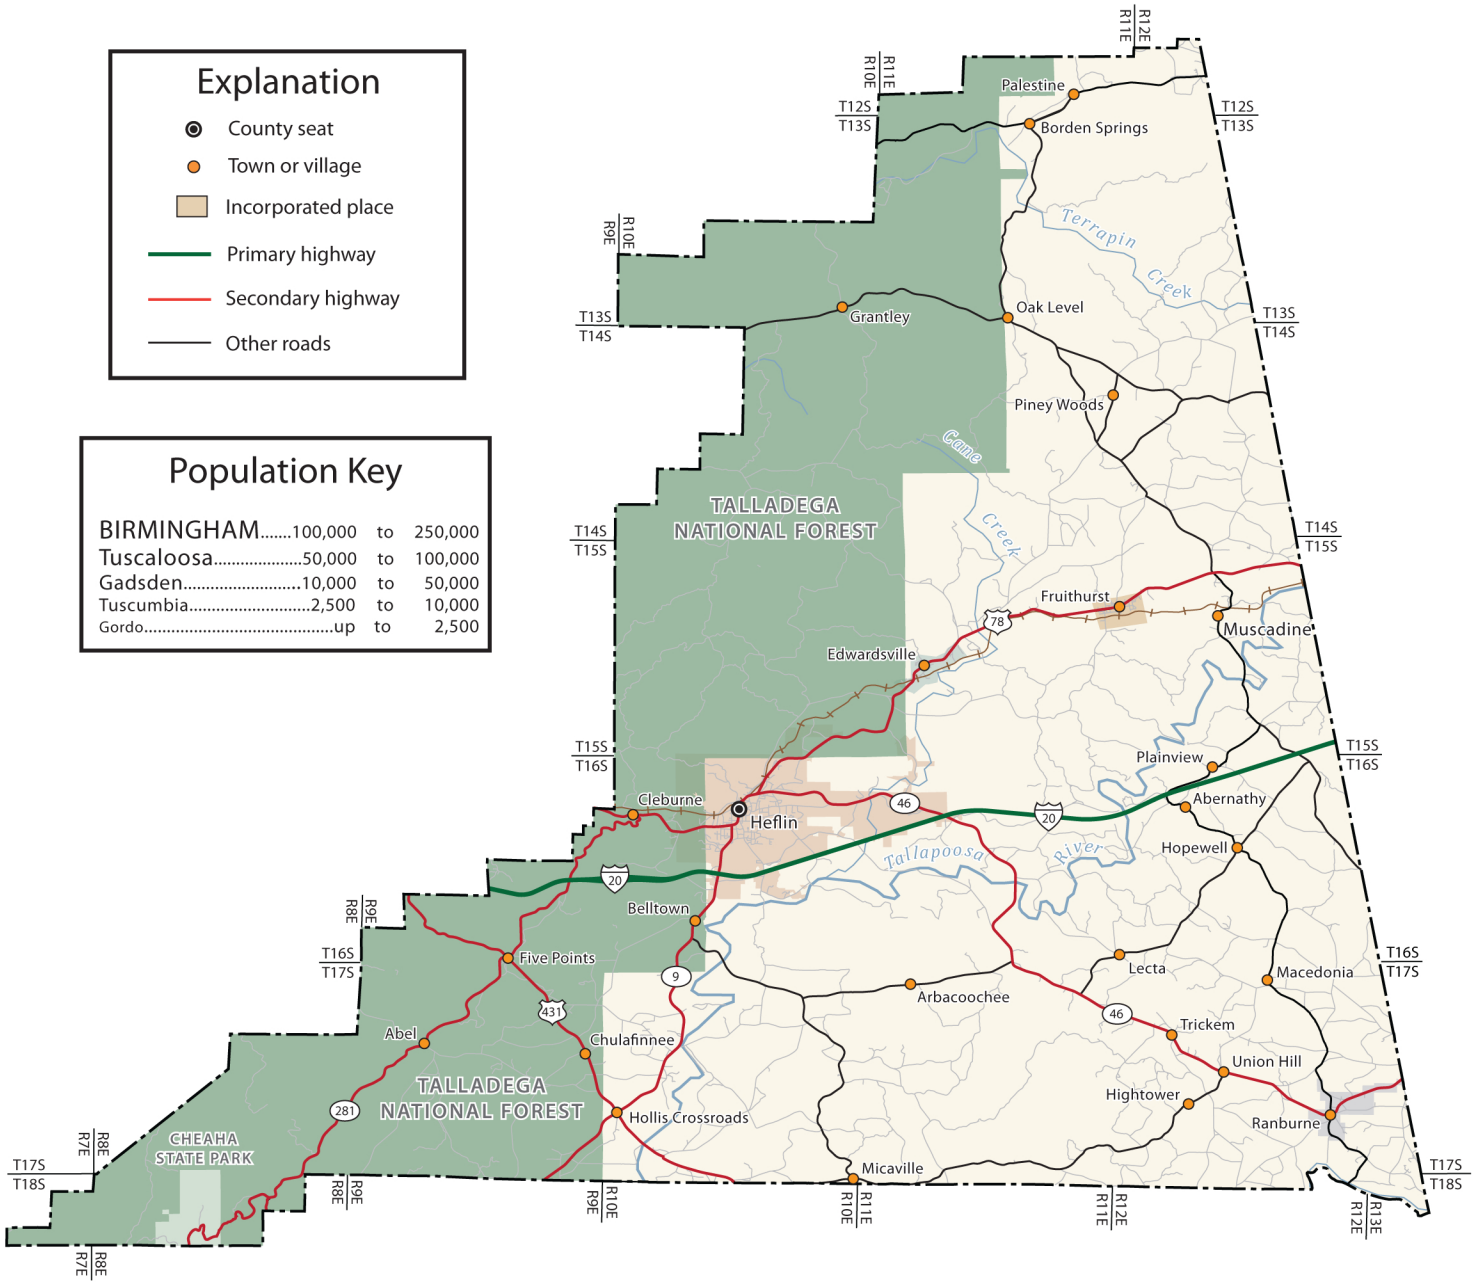 Explanation
County seat
Town or village
Incorporated place
Primary highway
Secondary highway
Other roads
Population Key
BIRMINGHAM.......100,000 to 250,000
Tuscaloosa....................50,000 to 100,000
Gadsden..........................10,000 to 50,000
Tuscumbia..........................2,500 to 10,000
Gordo..........................................up to 2,500
R11E
R12E
R10E
R11E
T12S
T13S
T12S
T13S
Palestine
Borden Springs
R9E
R10E
Terrapin
Creek
T13S
T14S
T13S
T14S
Grantley
Oak Level
Piney Woods
Cane
Creek
TALLADEGA
NATIONAL FOREST
T14S
T15S
T14S
T15S
Fruithurst
78
Muscadine
Edwardsville
T15S
T16S
T15S
T16S
Plainview
Abernathy
Cleburne
Heflin
46
20
Hopewell
Tallapoosa
River
20
Belltown
R8E
R9E
T16S
T17S
T16S
T17S
Five Points
9
Lecta
Macedonia
Arbacoochee
431
46
Trickem
Abel
Chulafinnee
Union Hill
TALLADEGA
NATIONAL FOREST
Hightower
281
Hollis Crossroads
Ranburne
CHEAHA
STATE PARK
R7E
R8E
T17S
T18S
Micaville
T17S
T18S
R8E
R9E
R9E
R10E
R10E
R11E
R11E
R12E
R12E
R13E
R7E
R8E